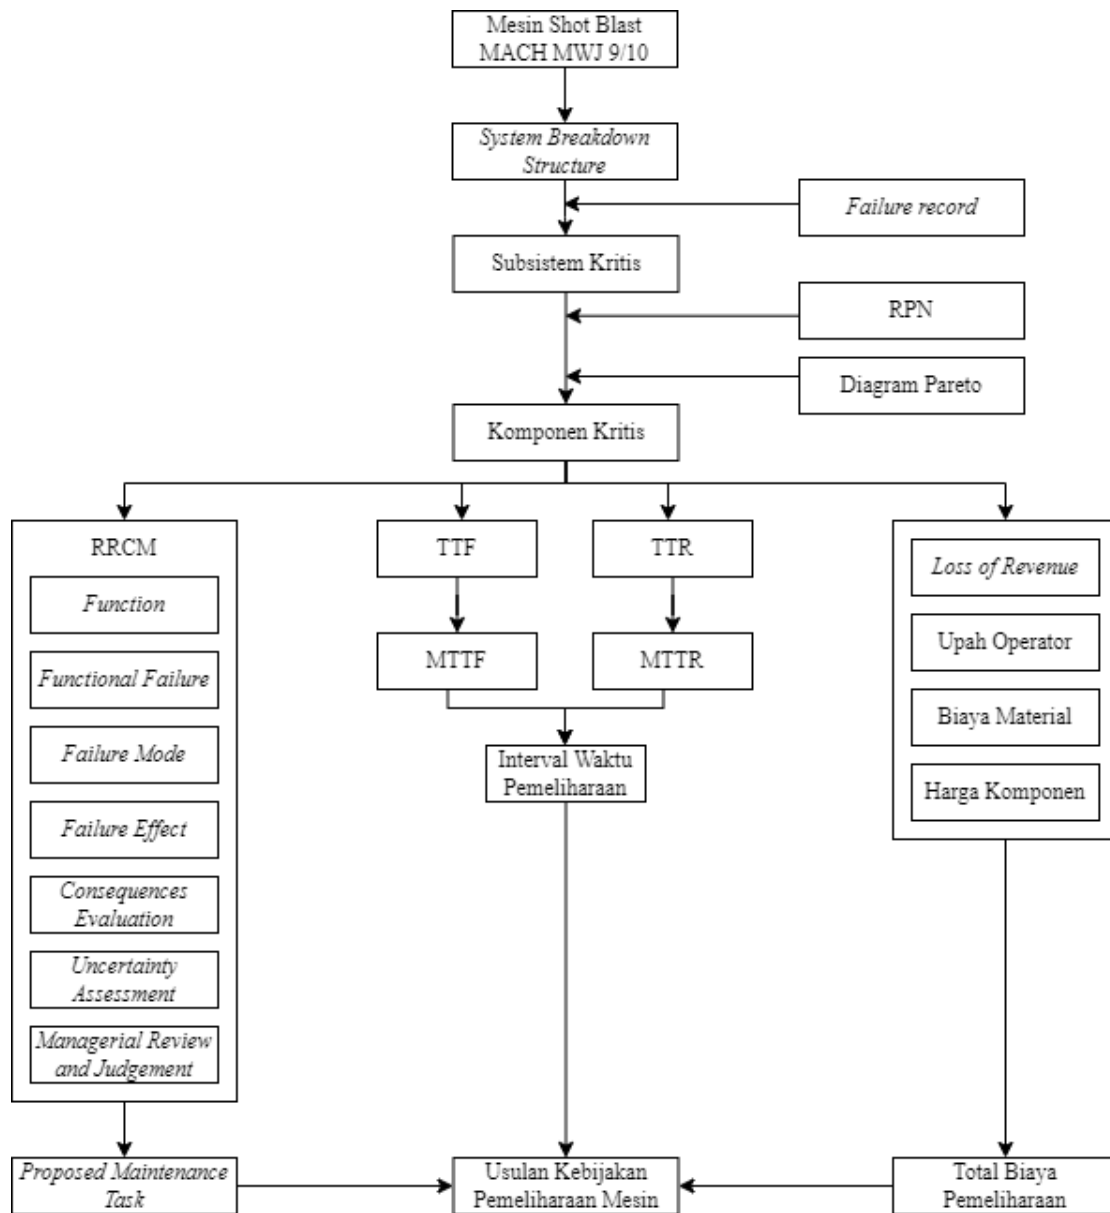 Mesin Shot Blast
MACH MWJ 9/10
System Breakdown
Structure
Failure record
Subsistem Kritis
RPN
Diagram Pareto
Komponen Kritis
RRCM
Function
Functional Failure
Failure Mode
Failure Effect
Consequences
Evaluation
Uncertainty
Assessment
Managerial Review
and Judgement
TTF
MTTF
TTR
MTTR
Interval Waktu
Pemeliharaan
Loss of Revenue
Upah Operator
Biaya Material
Harga Komponen
Proposed Maintenance
Task
Usulan Kebijakan
Pemeliharaan Mesin
Total Biaya
Pemeliharaan